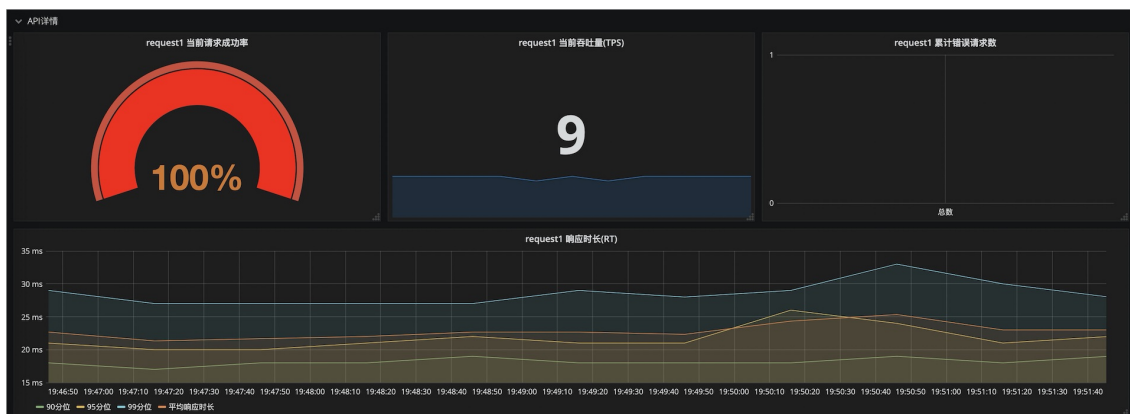 API详情
request1 当前请求成功率
100%
request1 当前吞吐量(TPS)
9
request1 累计错误请求数
1
0
总数
request1 响应时长(RT)
35 ms
30 ms
25 ms
20 ms
15 ms
19:46:50 19:47:00 19:47:10 19:47:20 19:47:30 19:47:40 19:47:50 19:48:00 19:48:10 19:48:20 19:48:30 19:48:40 19:48:50 19:49:00 19:49:10 19:49:20 19:49:30 19:49:40 19:49:50 19:50:00 19:50:10 19:50:20 19:50:30 19:50:40 19:50:50 19:51:00 19:51:10 19:51:20 19:51:30 19:51:40
90分位 95分位 99分位 平均响应时长